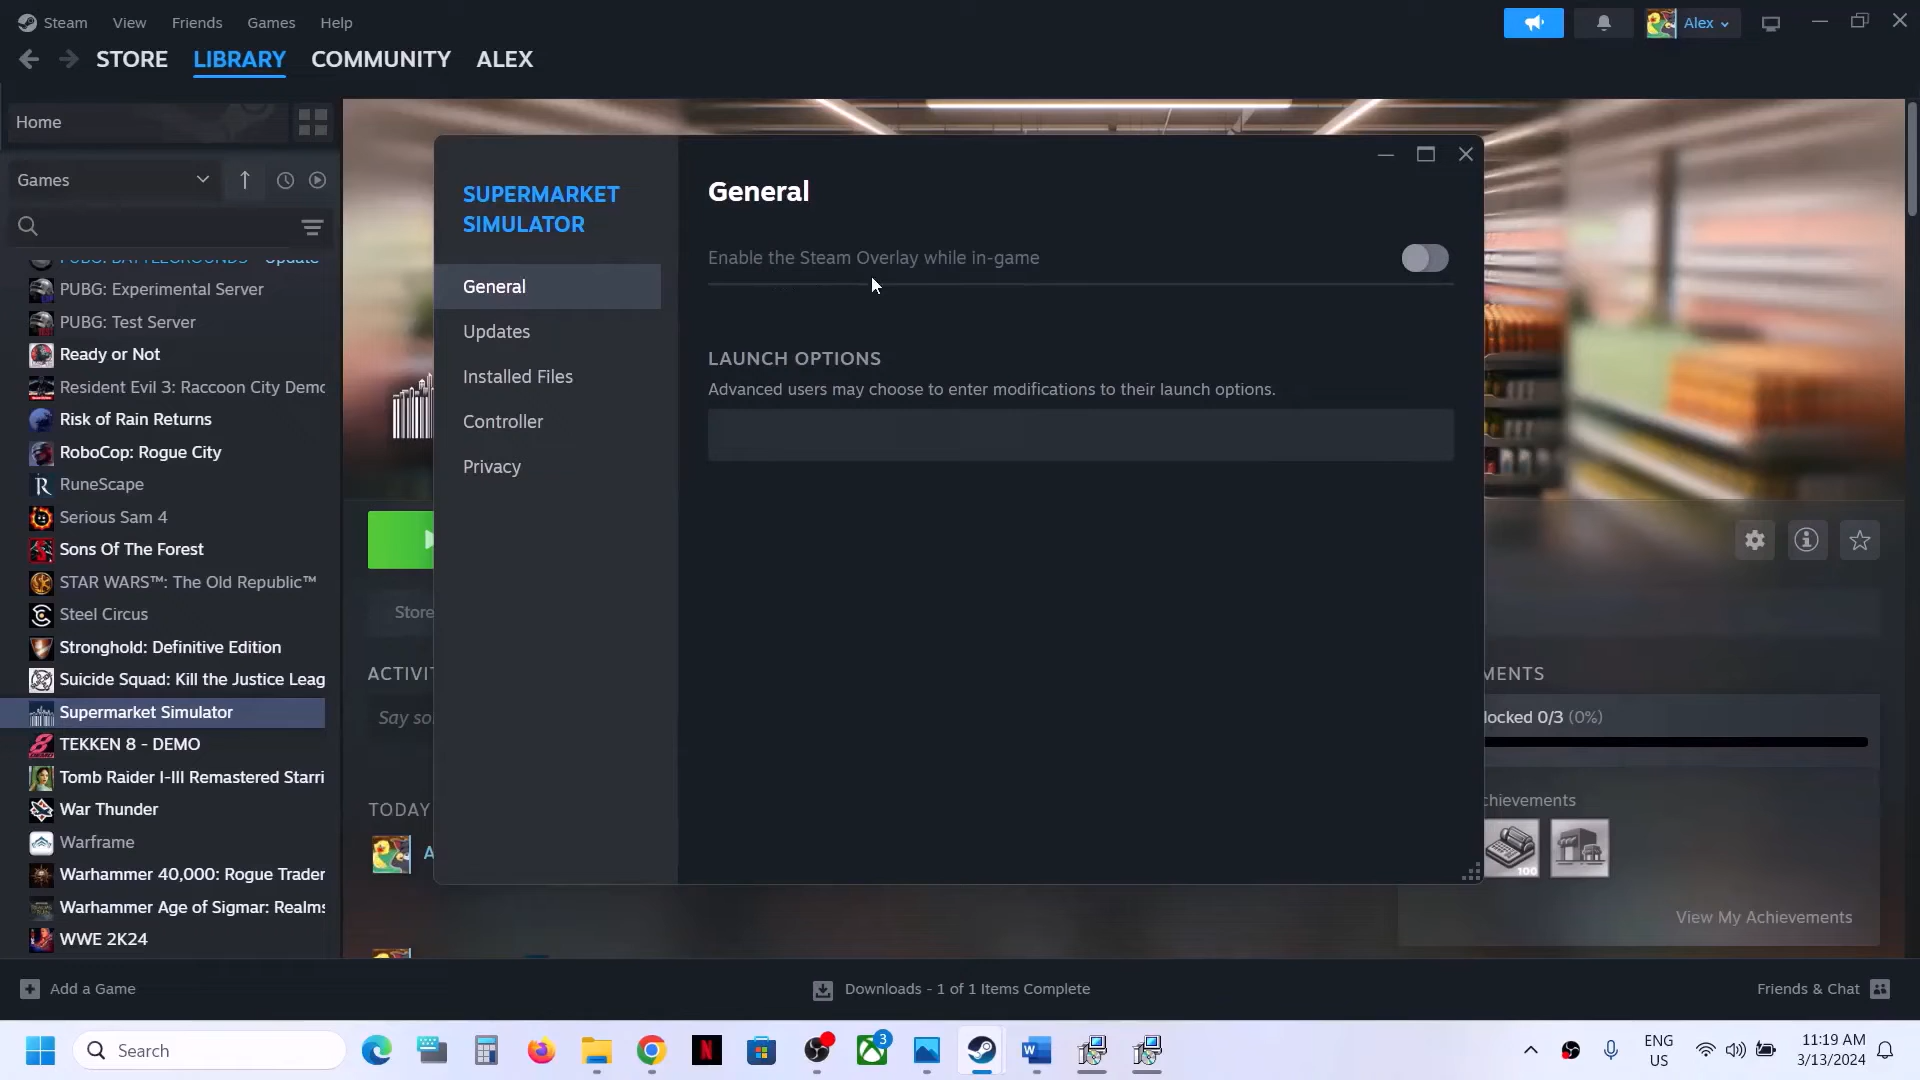 Steam
View
Friends
Games
Help
Alex
STORE
LIBRARY
COMMUNITY
ALEX
Home
Games
PUBG: BATTLEGROUNDS - Update
PUBG: Experimental Server
PUBG: Test Server
Ready or Not
Resident Evil 3: Raccoon City Demo
Risk of Rain Returns
RoboCop: Rogue City
RuneScape
Serious Sam 4
Sons Of The Forest
STAR WARS™: The Old Republic™
Steel Circus
Stronghold: Definitive Edition
Suicide Squad: Kill the Justice Leag
Supermarket Simulator
TEKKEN 8 - DEMO
Tomb Raider I-III Remastered Starri
War Thunder
Warframe
Warhammer 40,000: Rogue Trader
Warhammer Age of Sigmar: Realms
WWE 2K24
SUPERMARKET
SIMULATOR
General
Updates
Installed Files
Controller
Privacy
General
Enable the Steam Overlay while in-game
LAUNCH OPTIONS
Advanced users may choose to enter modifications to their launch options.
Store
ACTIVIT
Say so
TODAY
A
MENTS
locked 0/3 (0%)
chievements
100
View My Achievements
Add a Game
Downloads - 1 of 1 Items Complete
Friends & Chat
Search
3
ENG
US
11:19 AM
3/13/2024